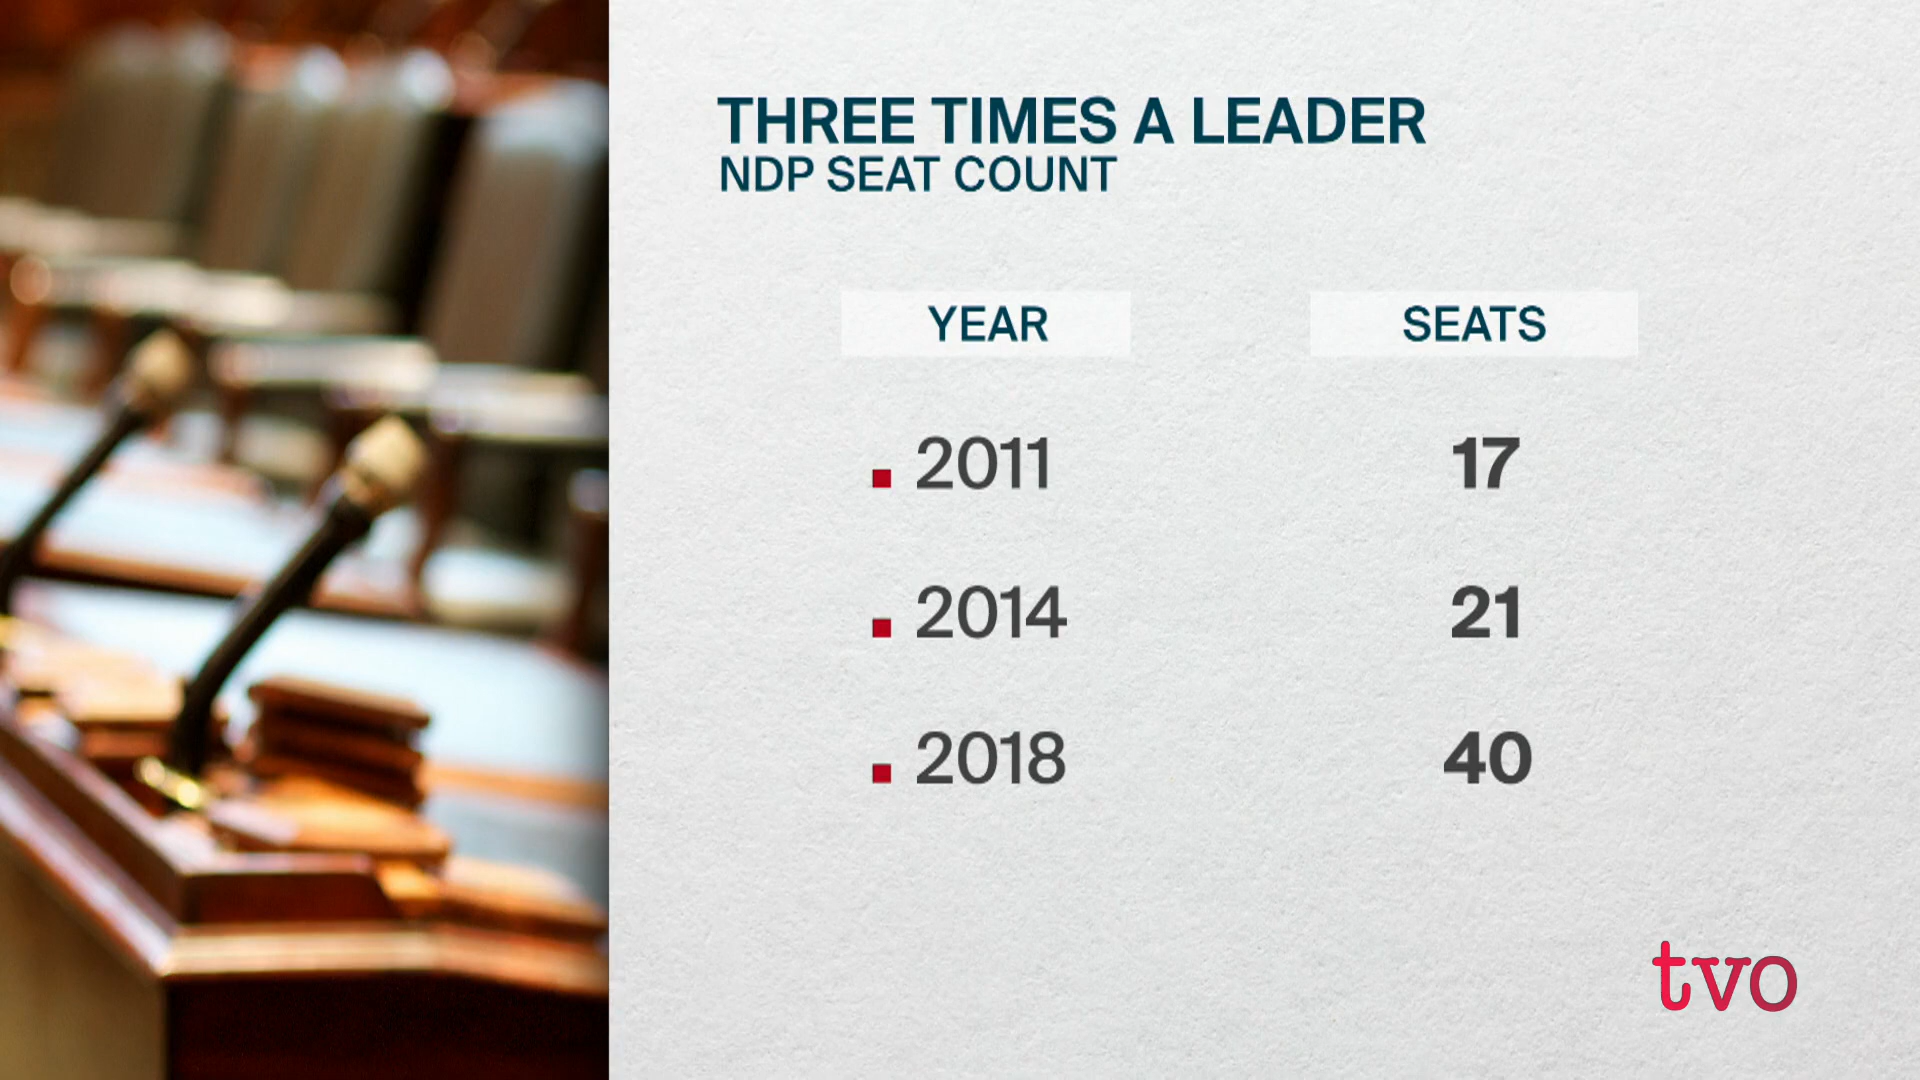 THREE TIMES A LEADER
NDP SEAT COUNT
YEAR SEATS
2011 17
2014 21
2018 40
tvo